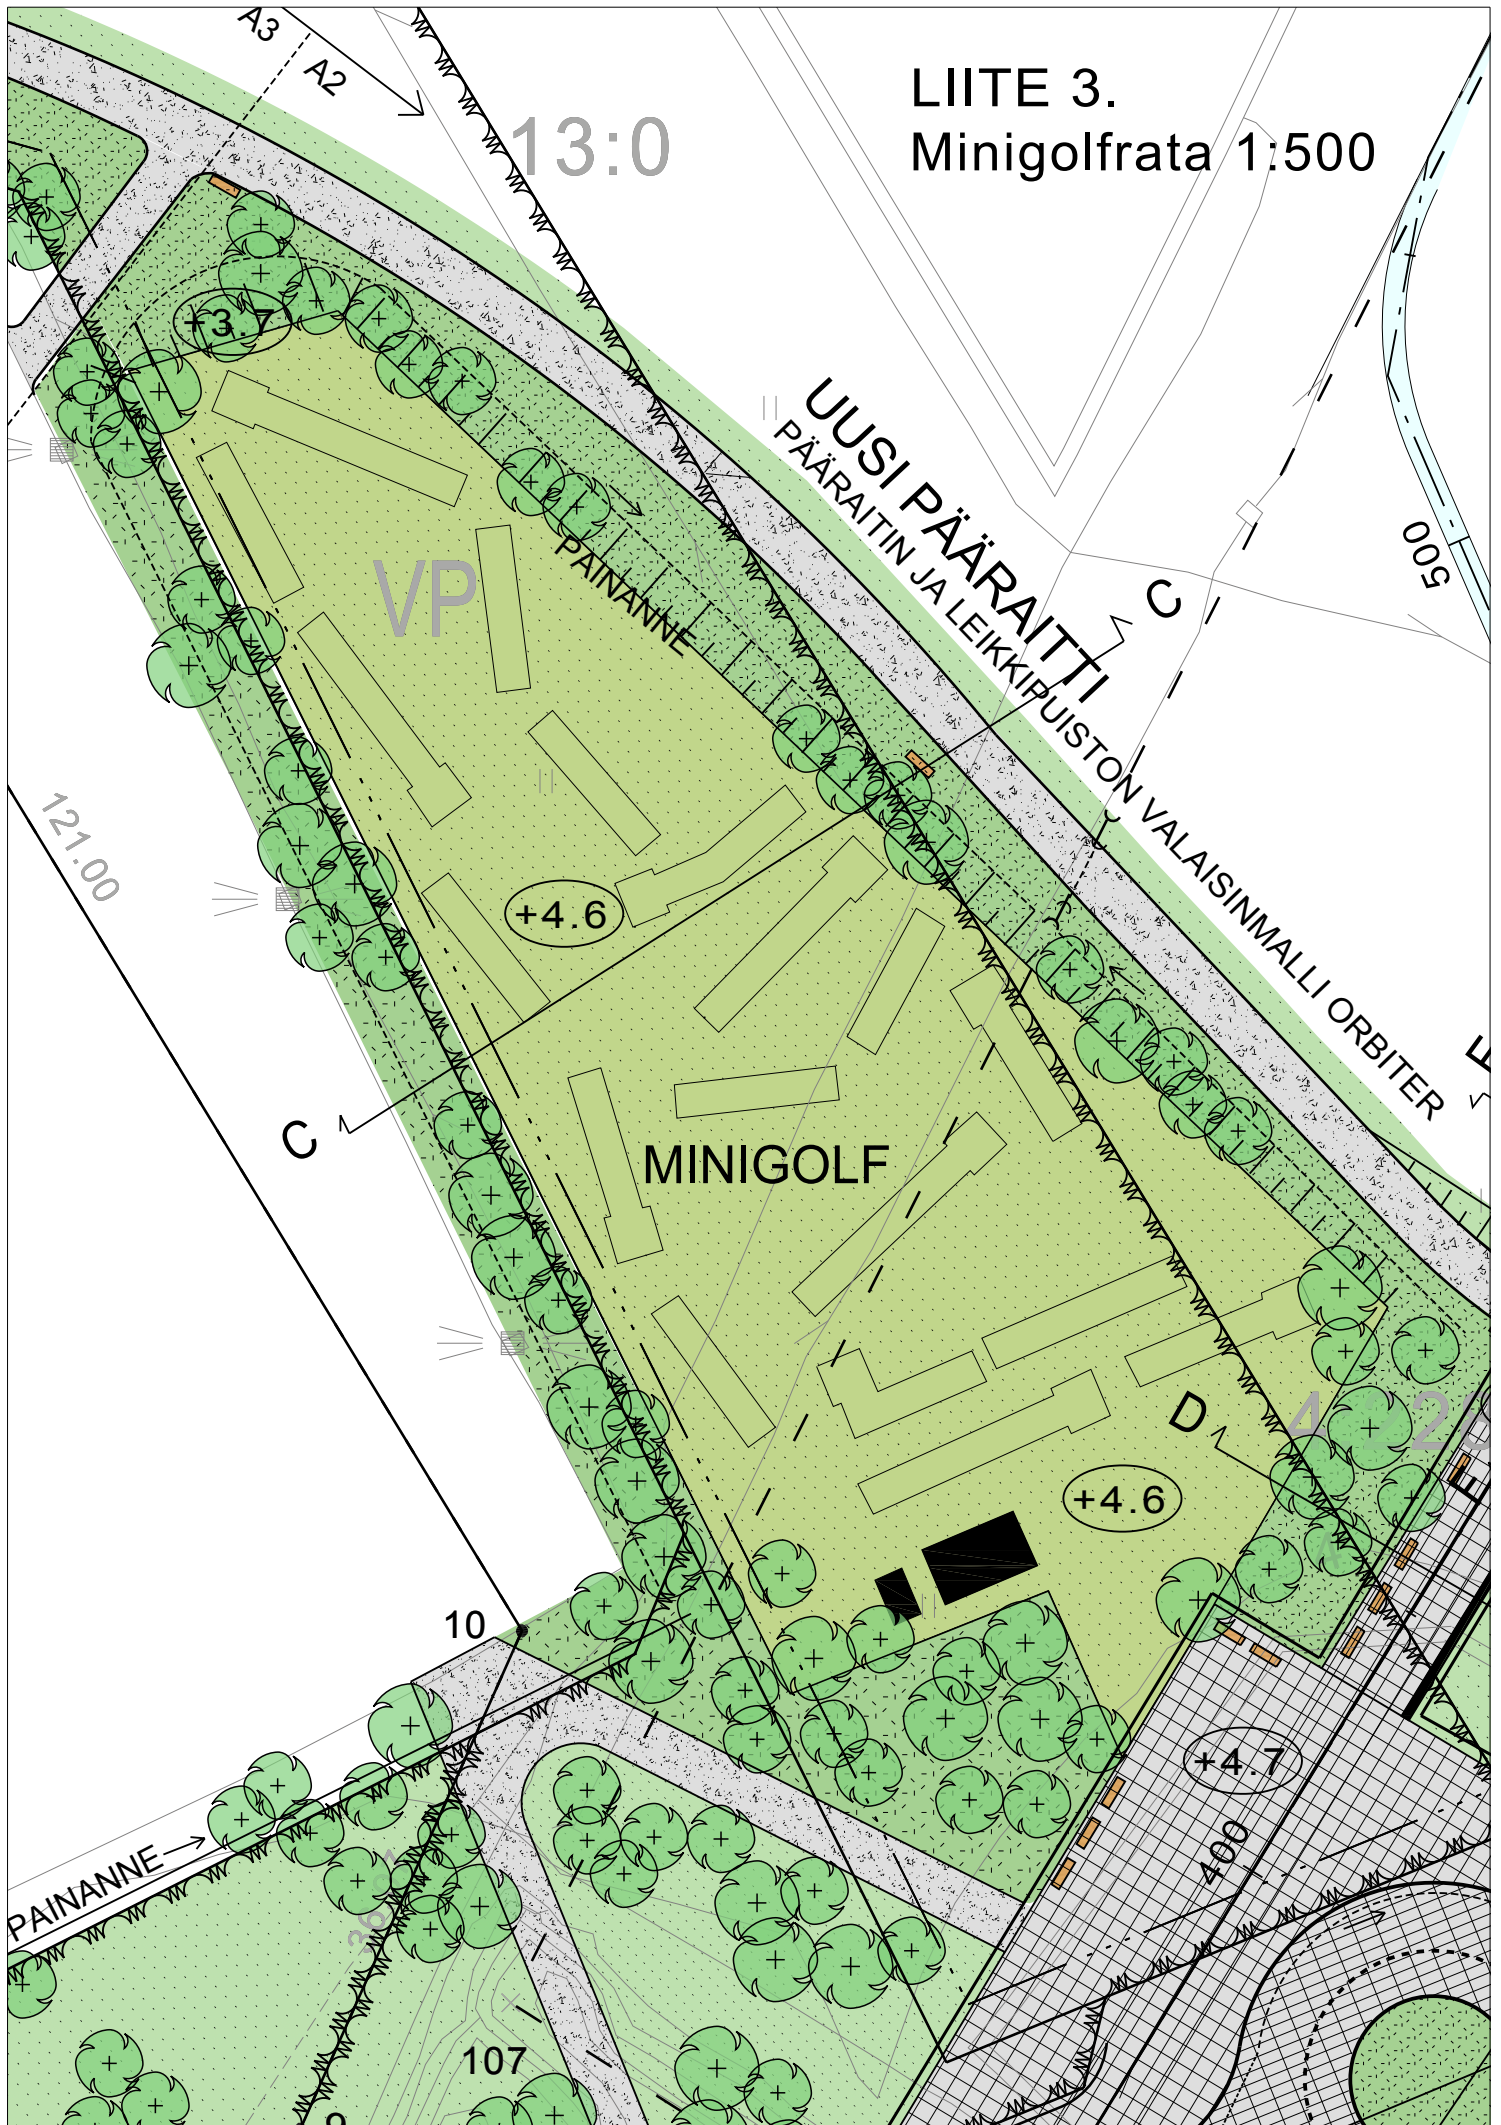 A3
A2
13:0
LIITE 3.
Minigolfrata 1:500
+3.7
UUSI PÄÄRAITTI
PÄÄRAITIN JA LEIKKIPUISTON VALAISINMALLI ORBITER
500
C
VP
PAINANNE
121.00
+4.6
C
E
MINIGOLF
D
+4.6
E
10
+4.7
400
PAINANNE
107
9